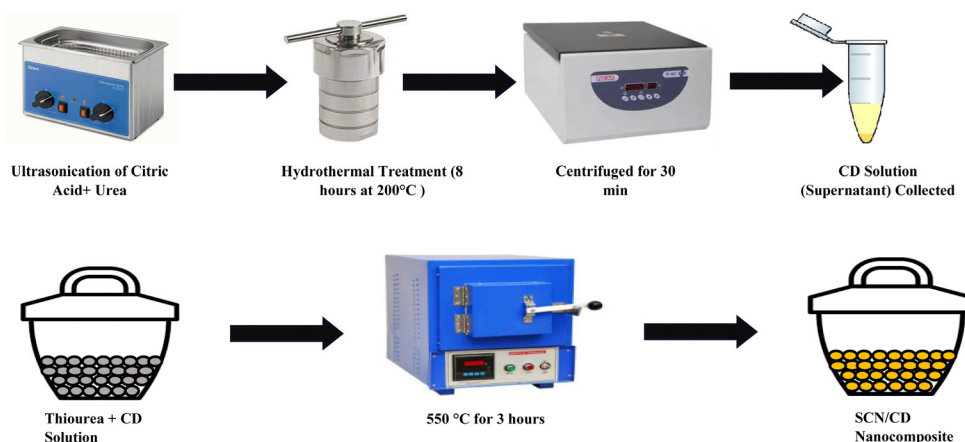 Ultrasonication of Citric
Acid+ Urea
Hydrothermal Treatment (8
hours at 200°C )
Centrifuged for 30
min
CD Solution
(Supernatant) Collected
Thiourea + CD
Solution
550 °C for 3 hours
SCN/CD
Nanocomposite